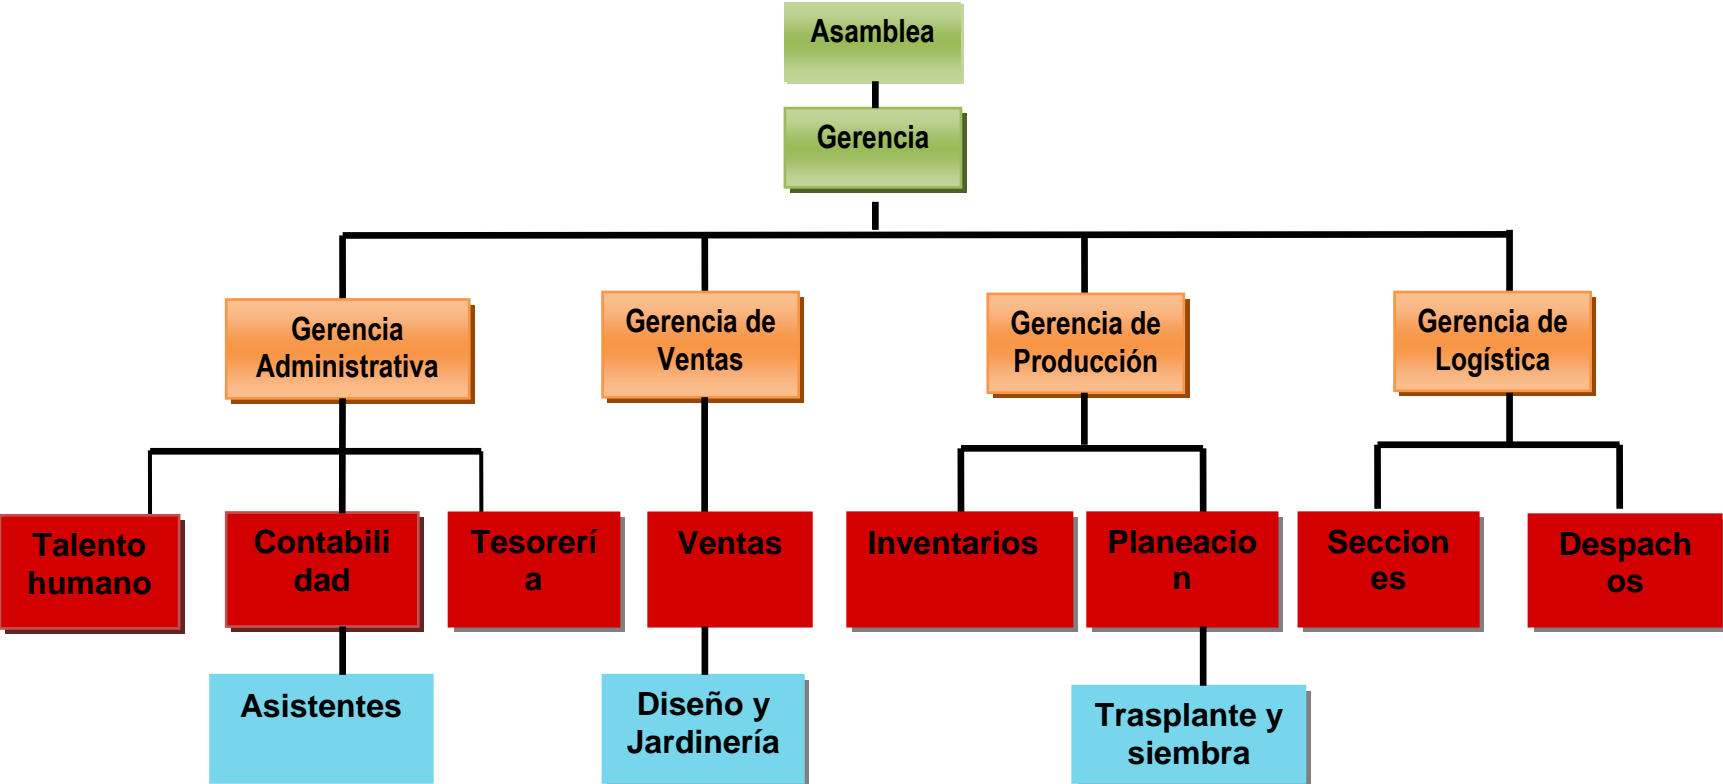 Asamblea
Gerencia
Gerencia
Administrativa
Gerencia de
Ventas
Gerencia de
Producción
Gerencia de
Logística
Talento
humano
Contabili
dad
Tesorerí
a
Ventas
Inventarios
Planeacio
n
Seccion
es
Despach
os
Asistentes
Diseño y
Jardinería
Trasplante y
siembra